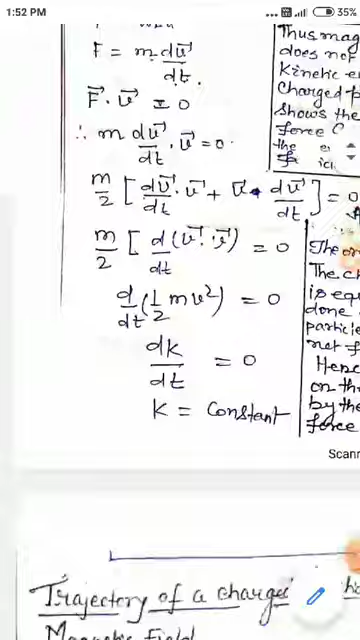 1:52 PM
35%
F = m dv⃗/dt.
F⃗ . v⃗ = 0
∴ m dv⃗/dt . v⃗ = 0
m/2 [ dv⃗/dt . v⃗ + v⃗ . dv⃗/dt ] = 0
m/2 [ d/dt (v⃗ . v⃗) = 0
d/dt (1/2 mv²) = 0
dk/dt = 0
K = Constant
Thus mag
does not
Kinetic e
Charged p
Shows the
force
the
The ch
is equ
done
particle
net f
Henc
on th
by the
force
Scann
Trajectory of a charged
Magnetic Field